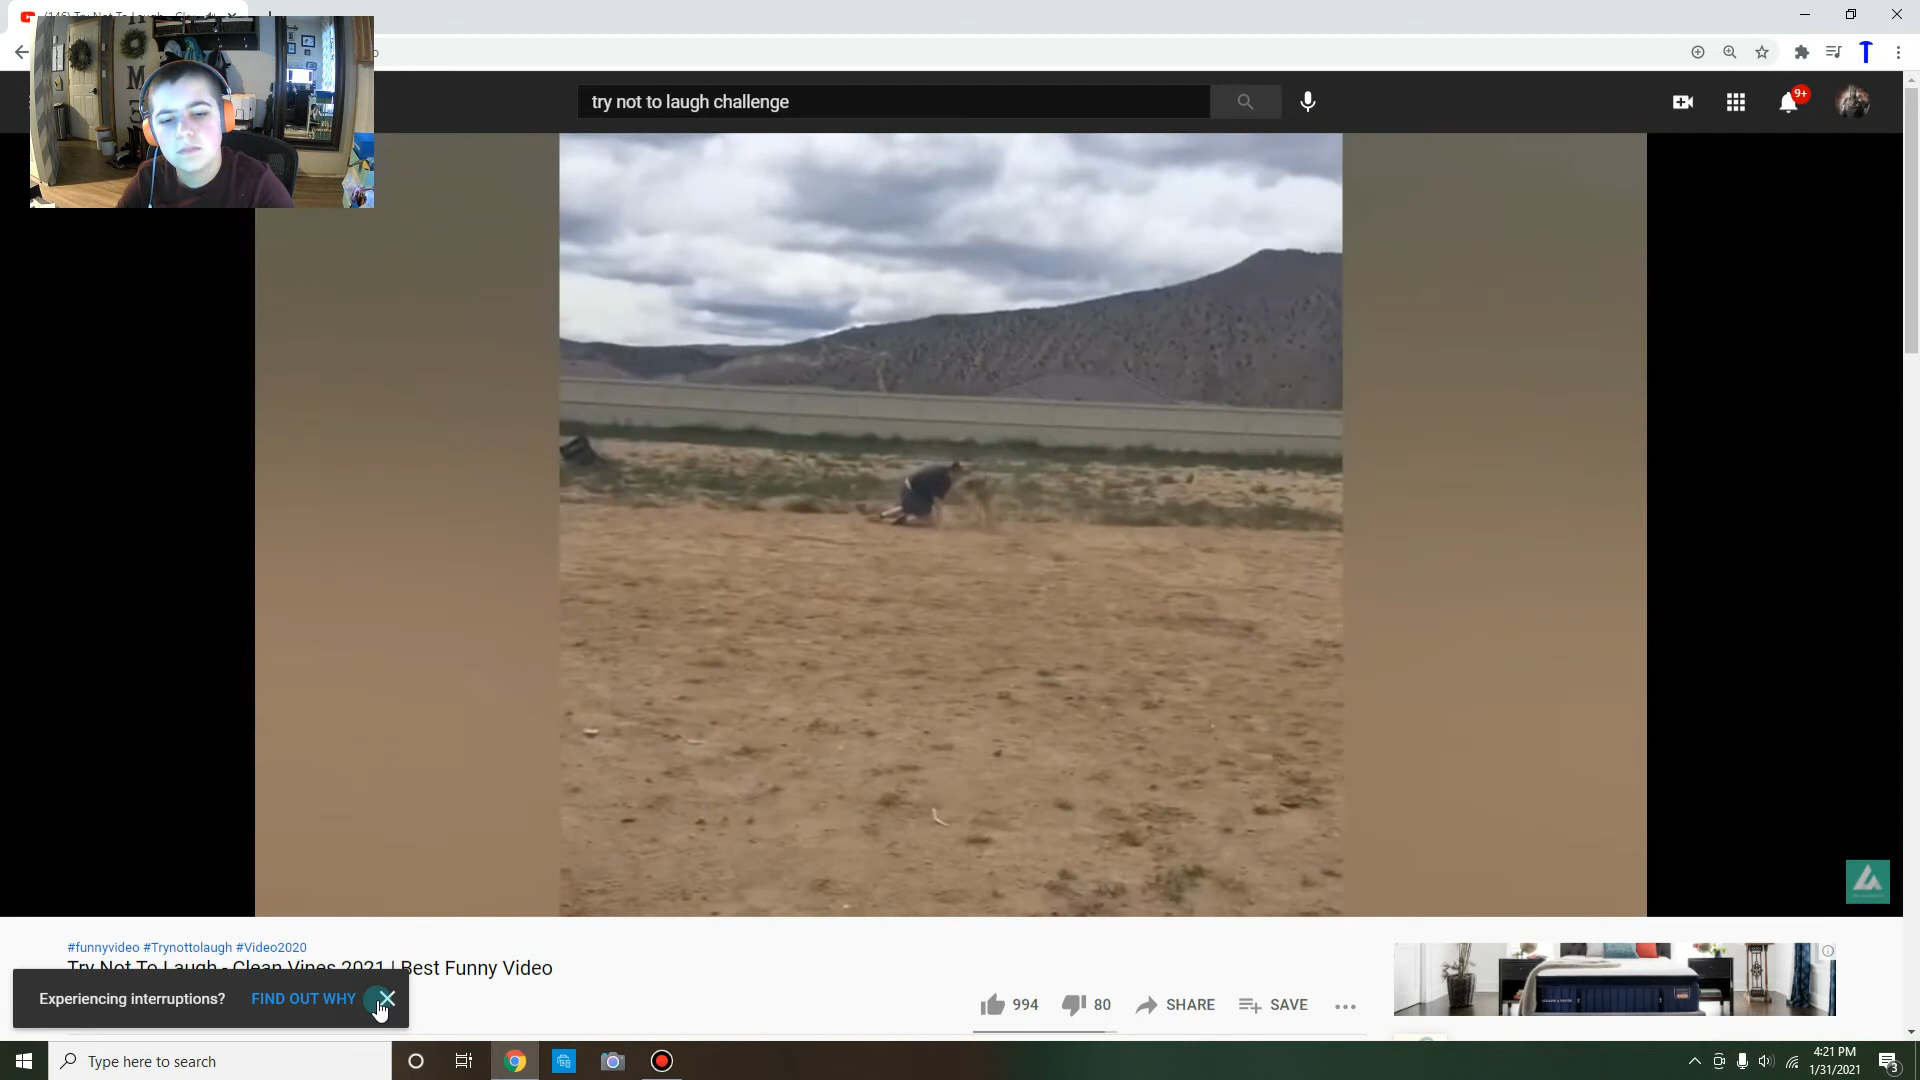 try not to laugh challenge
9+
#funnyvideo #Trynottolaugh #Video2020
Try Not To Laugh - Clean Vines 2021 | Best Funny Video
Experiencing interruptions? FIND OUT WHY
994 80 SHARE SAVE
Type here to search
4:21 PM
1/31/2021
3